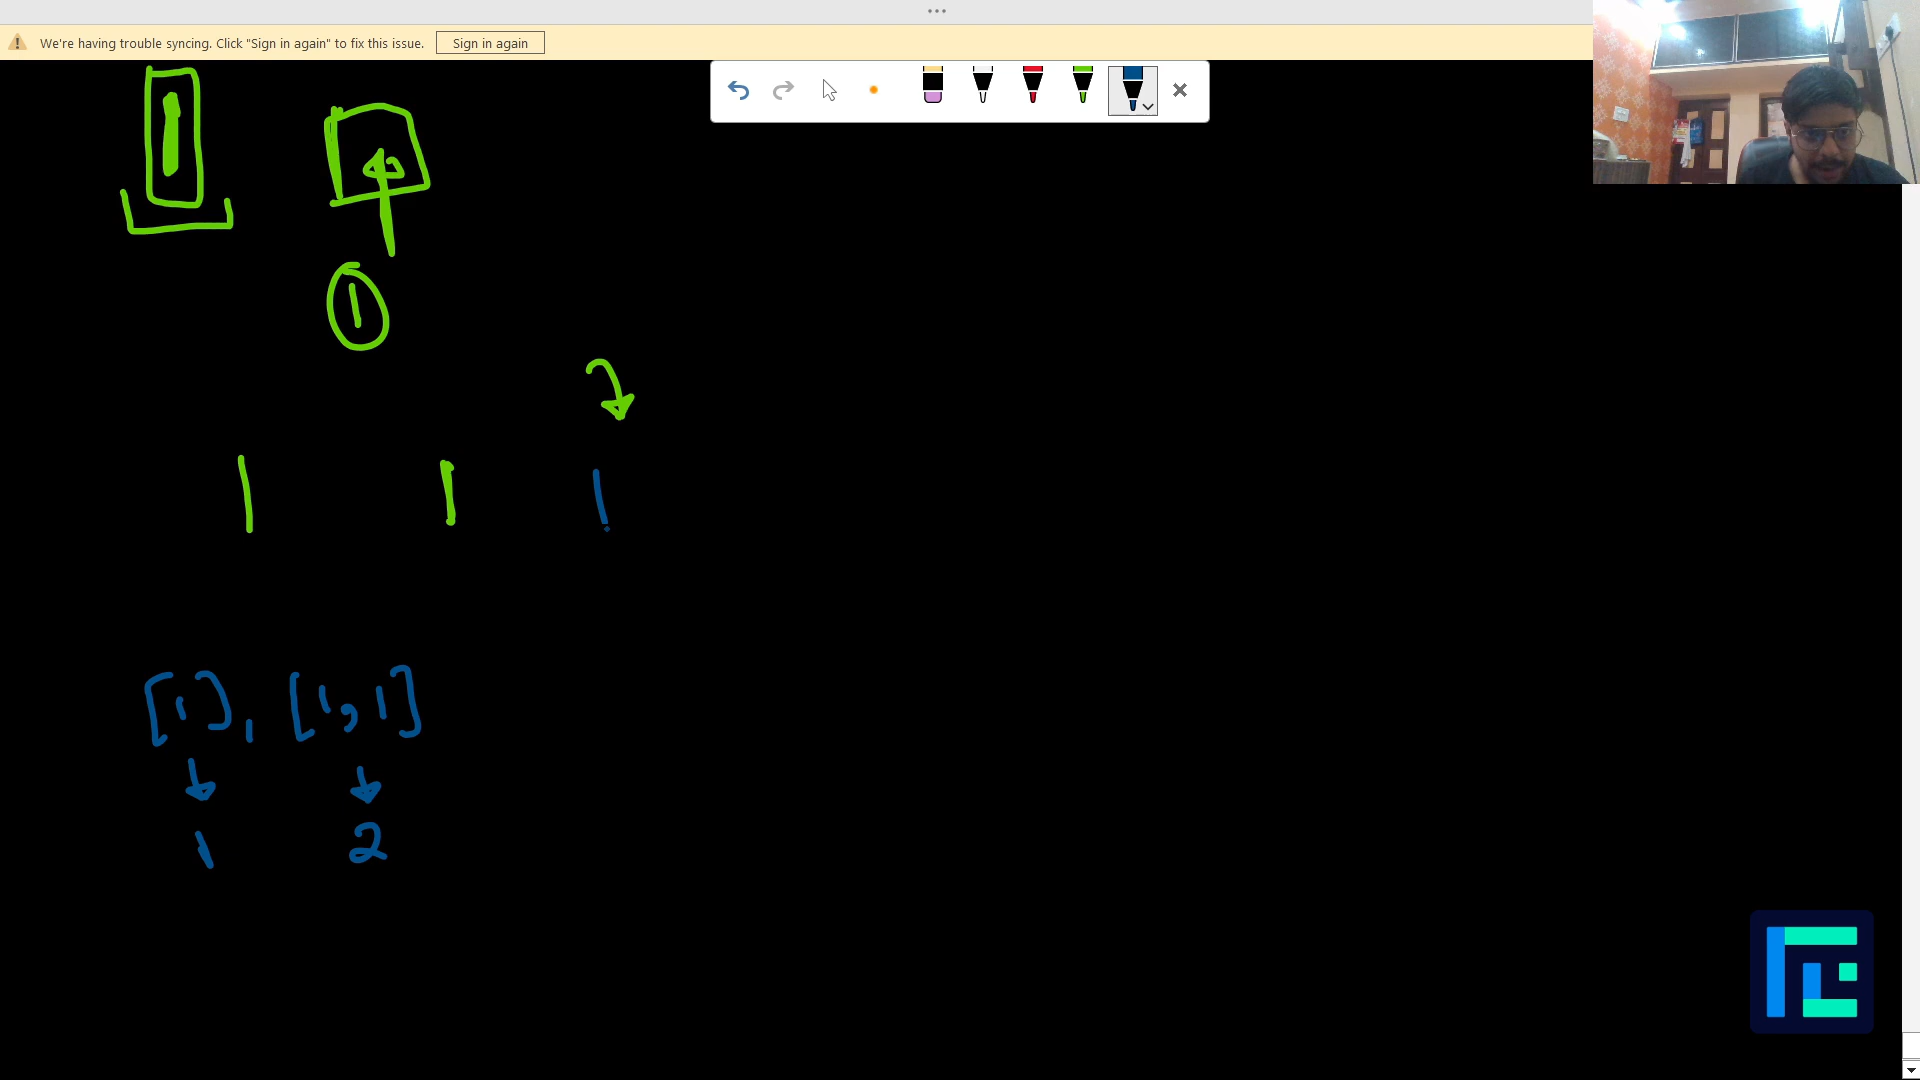 We're having trouble syncing. Click "Sign in again" to fix this issue. Sign in again
1
1
1 1 1
[1], [1,1]
1 2